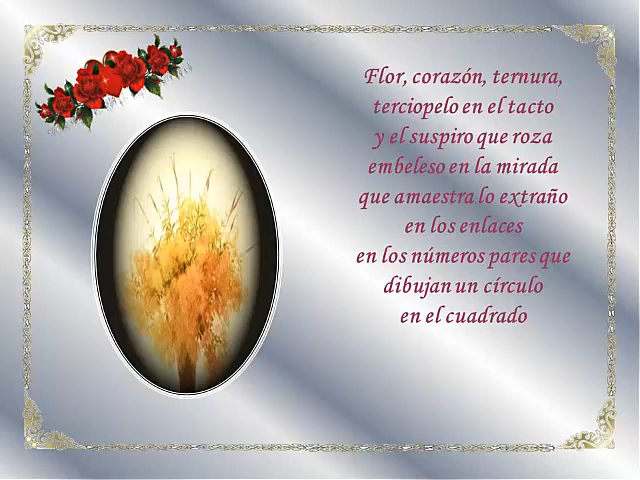 Flor, corazón, ternura,
terciopelo en el tacto
y el suspiro que roza
embeleso en la mirada
que amaestra lo extraño
en los enlaces
en los números pares que
dibujan un círculo
en el cuadrado